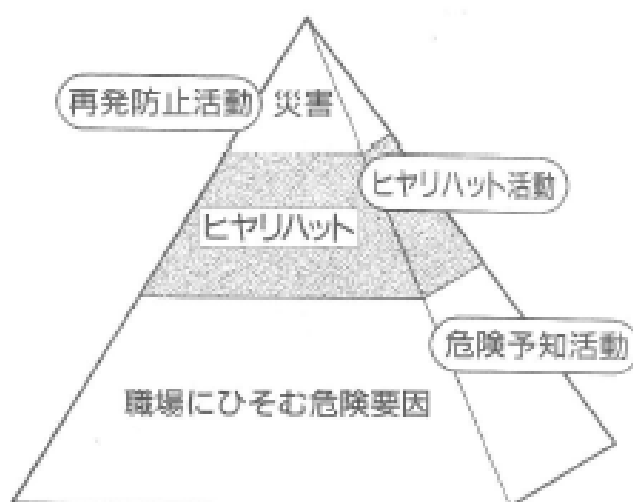 再発防止活動
災害
ヒヤリハット活動
ヒヤリハット
危険予知活動
職場にひそむ危険要因